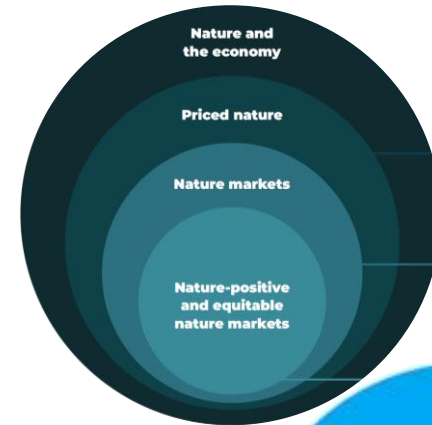 Nature and
the economy
Priced nature
Nature markets
Nature-positive
and equitable
nature markets